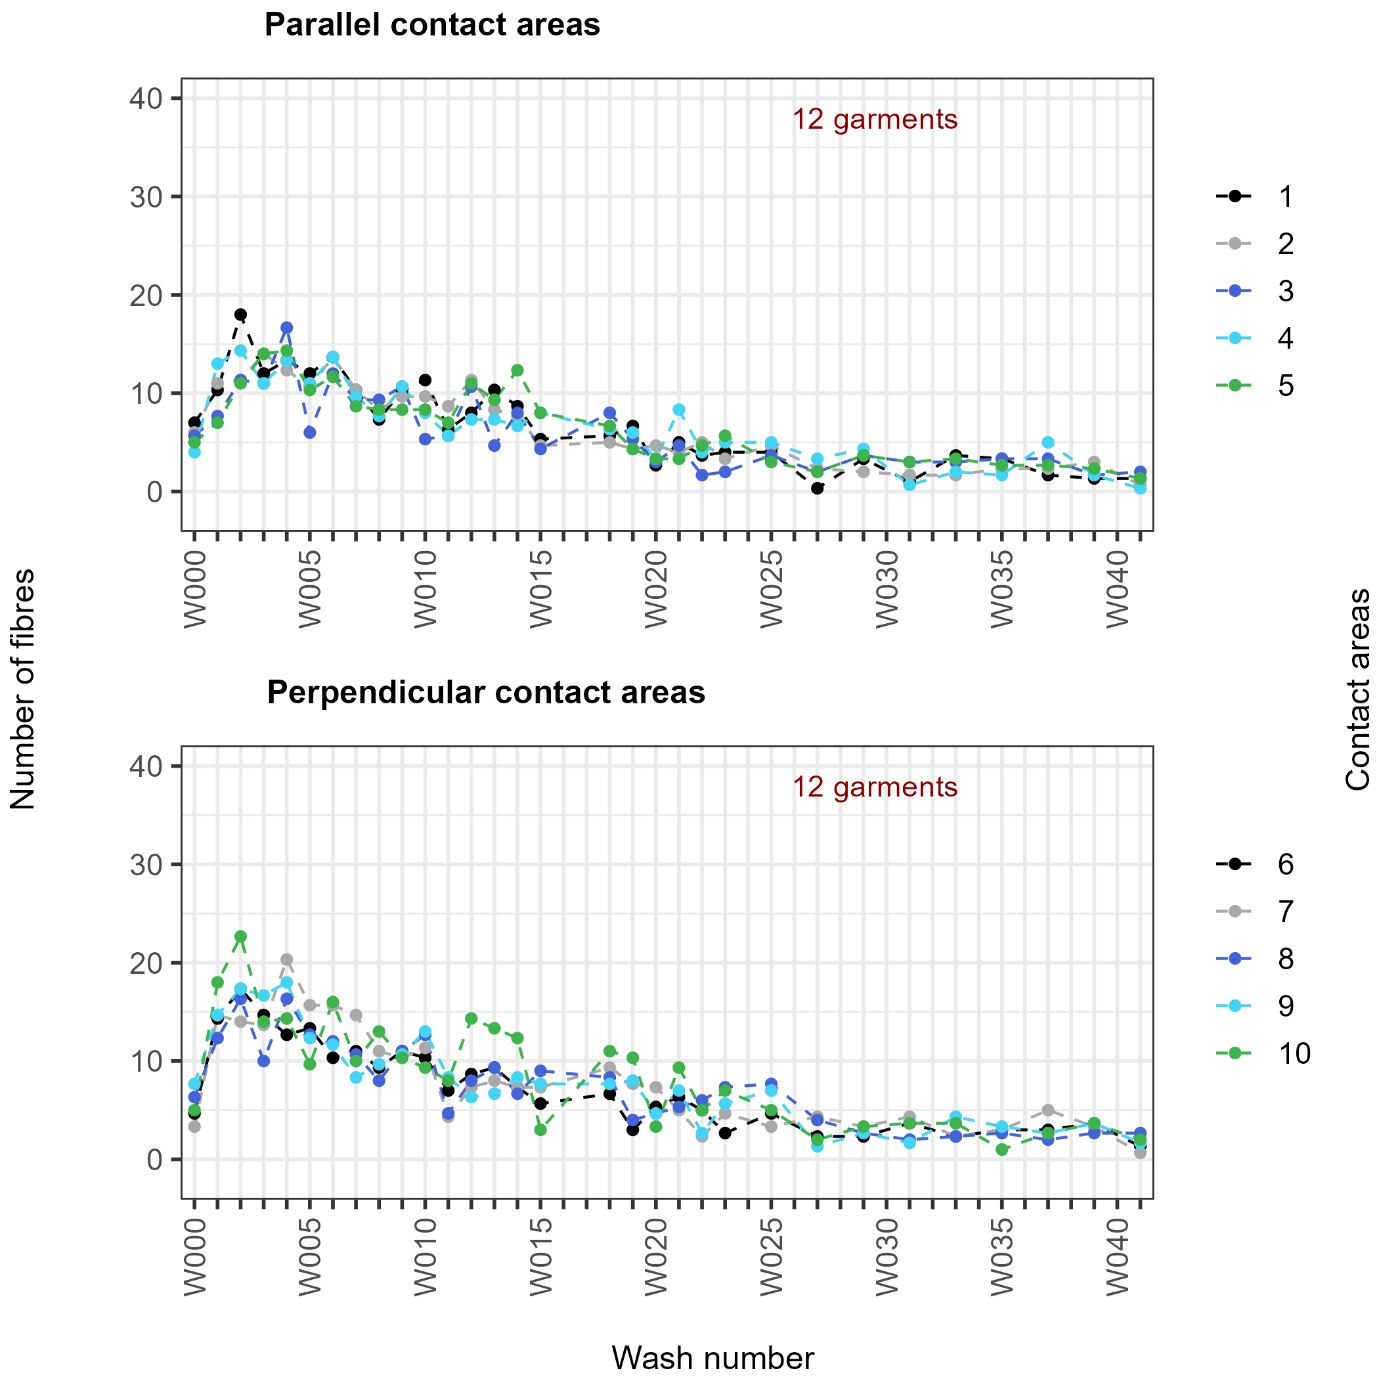 Parallel contact areas
40
30
20
10
0
12 garments
W000
W005
W010
W015
W020
W025
W030
W035
W040
1
2
3
4
5
Number of fibres
Contact areas
Perpendicular contact areas
40
30
20
10
0
12 garments
W000
W005
W010
W015
W020
W025
W030
W035
W040
6
7
8
9
10
Wash number